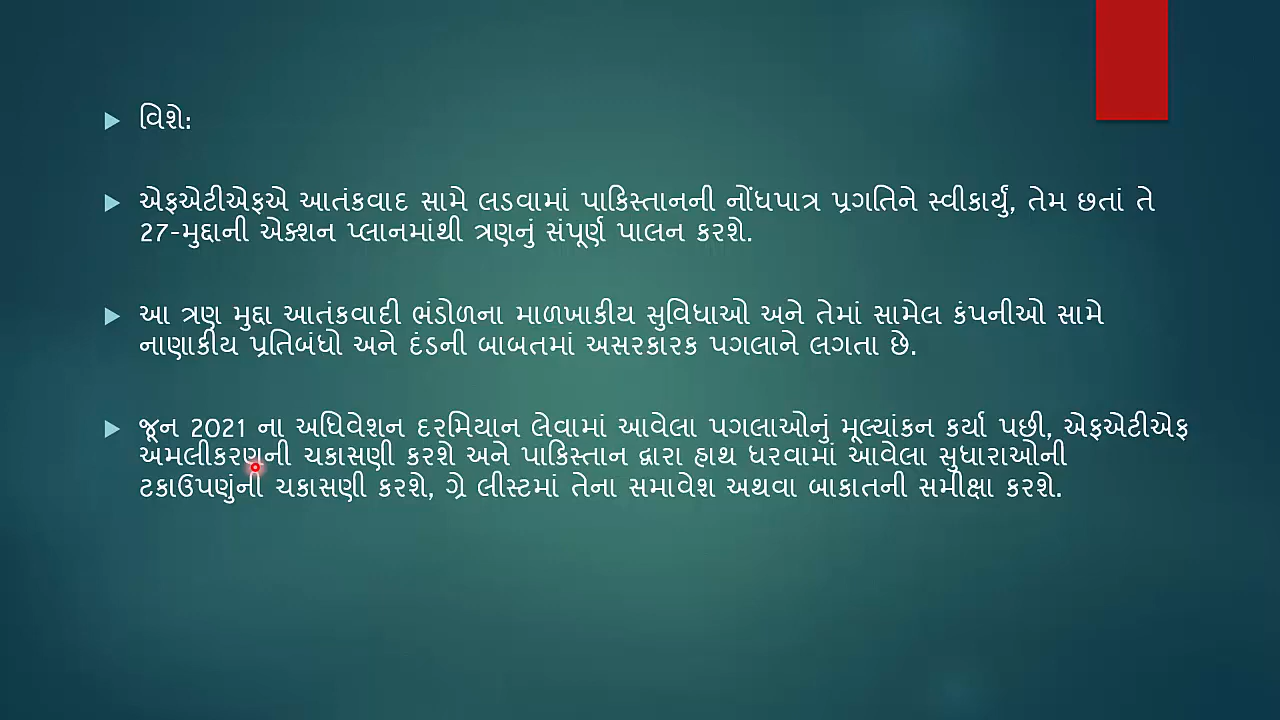 વિશે:
એફએટીએફએ આતંકવાદ સામે લડવામાં પાકિસ્તાનની નોંધપાત્ર પ્રગતિને સ્વીકાર્યું, તેમ છતાં તે
27-મુદ્દાની એક્શન પ્લાનમાંથી ત્રણનું સંપૂર્ણ પાલન કરશે.
આ ત્રણ મુદ્દા આતંકવાદી ભંડોળના માળખાકીય સુવિધાઓ અને તેમાં સામેલ કંપનીઓ સામે
નાણાકીય પ્રતિબંધો અને દંડની બાબતમાં અસરકારક પગલાને લગતા છે.
જૂન 2021 ના અધિવેશન દરમિયાન લેવામાં આવેલા પગલાઓનું મૂલ્યાંકન કર્યા પછી, એફએટીએફ
અમલીકરણની ચકાસણી કરશે અને પાકિસ્તાન દ્વારા હાથ ધરવામાં આવેલા સુધારાઓની
ટકાઉપણુંની ચકાસણી કરશે, ગ્રે લીસ્ટમાં તેના સમાવેશ અથવા બાકાતની સમીક્ષા કરશે.